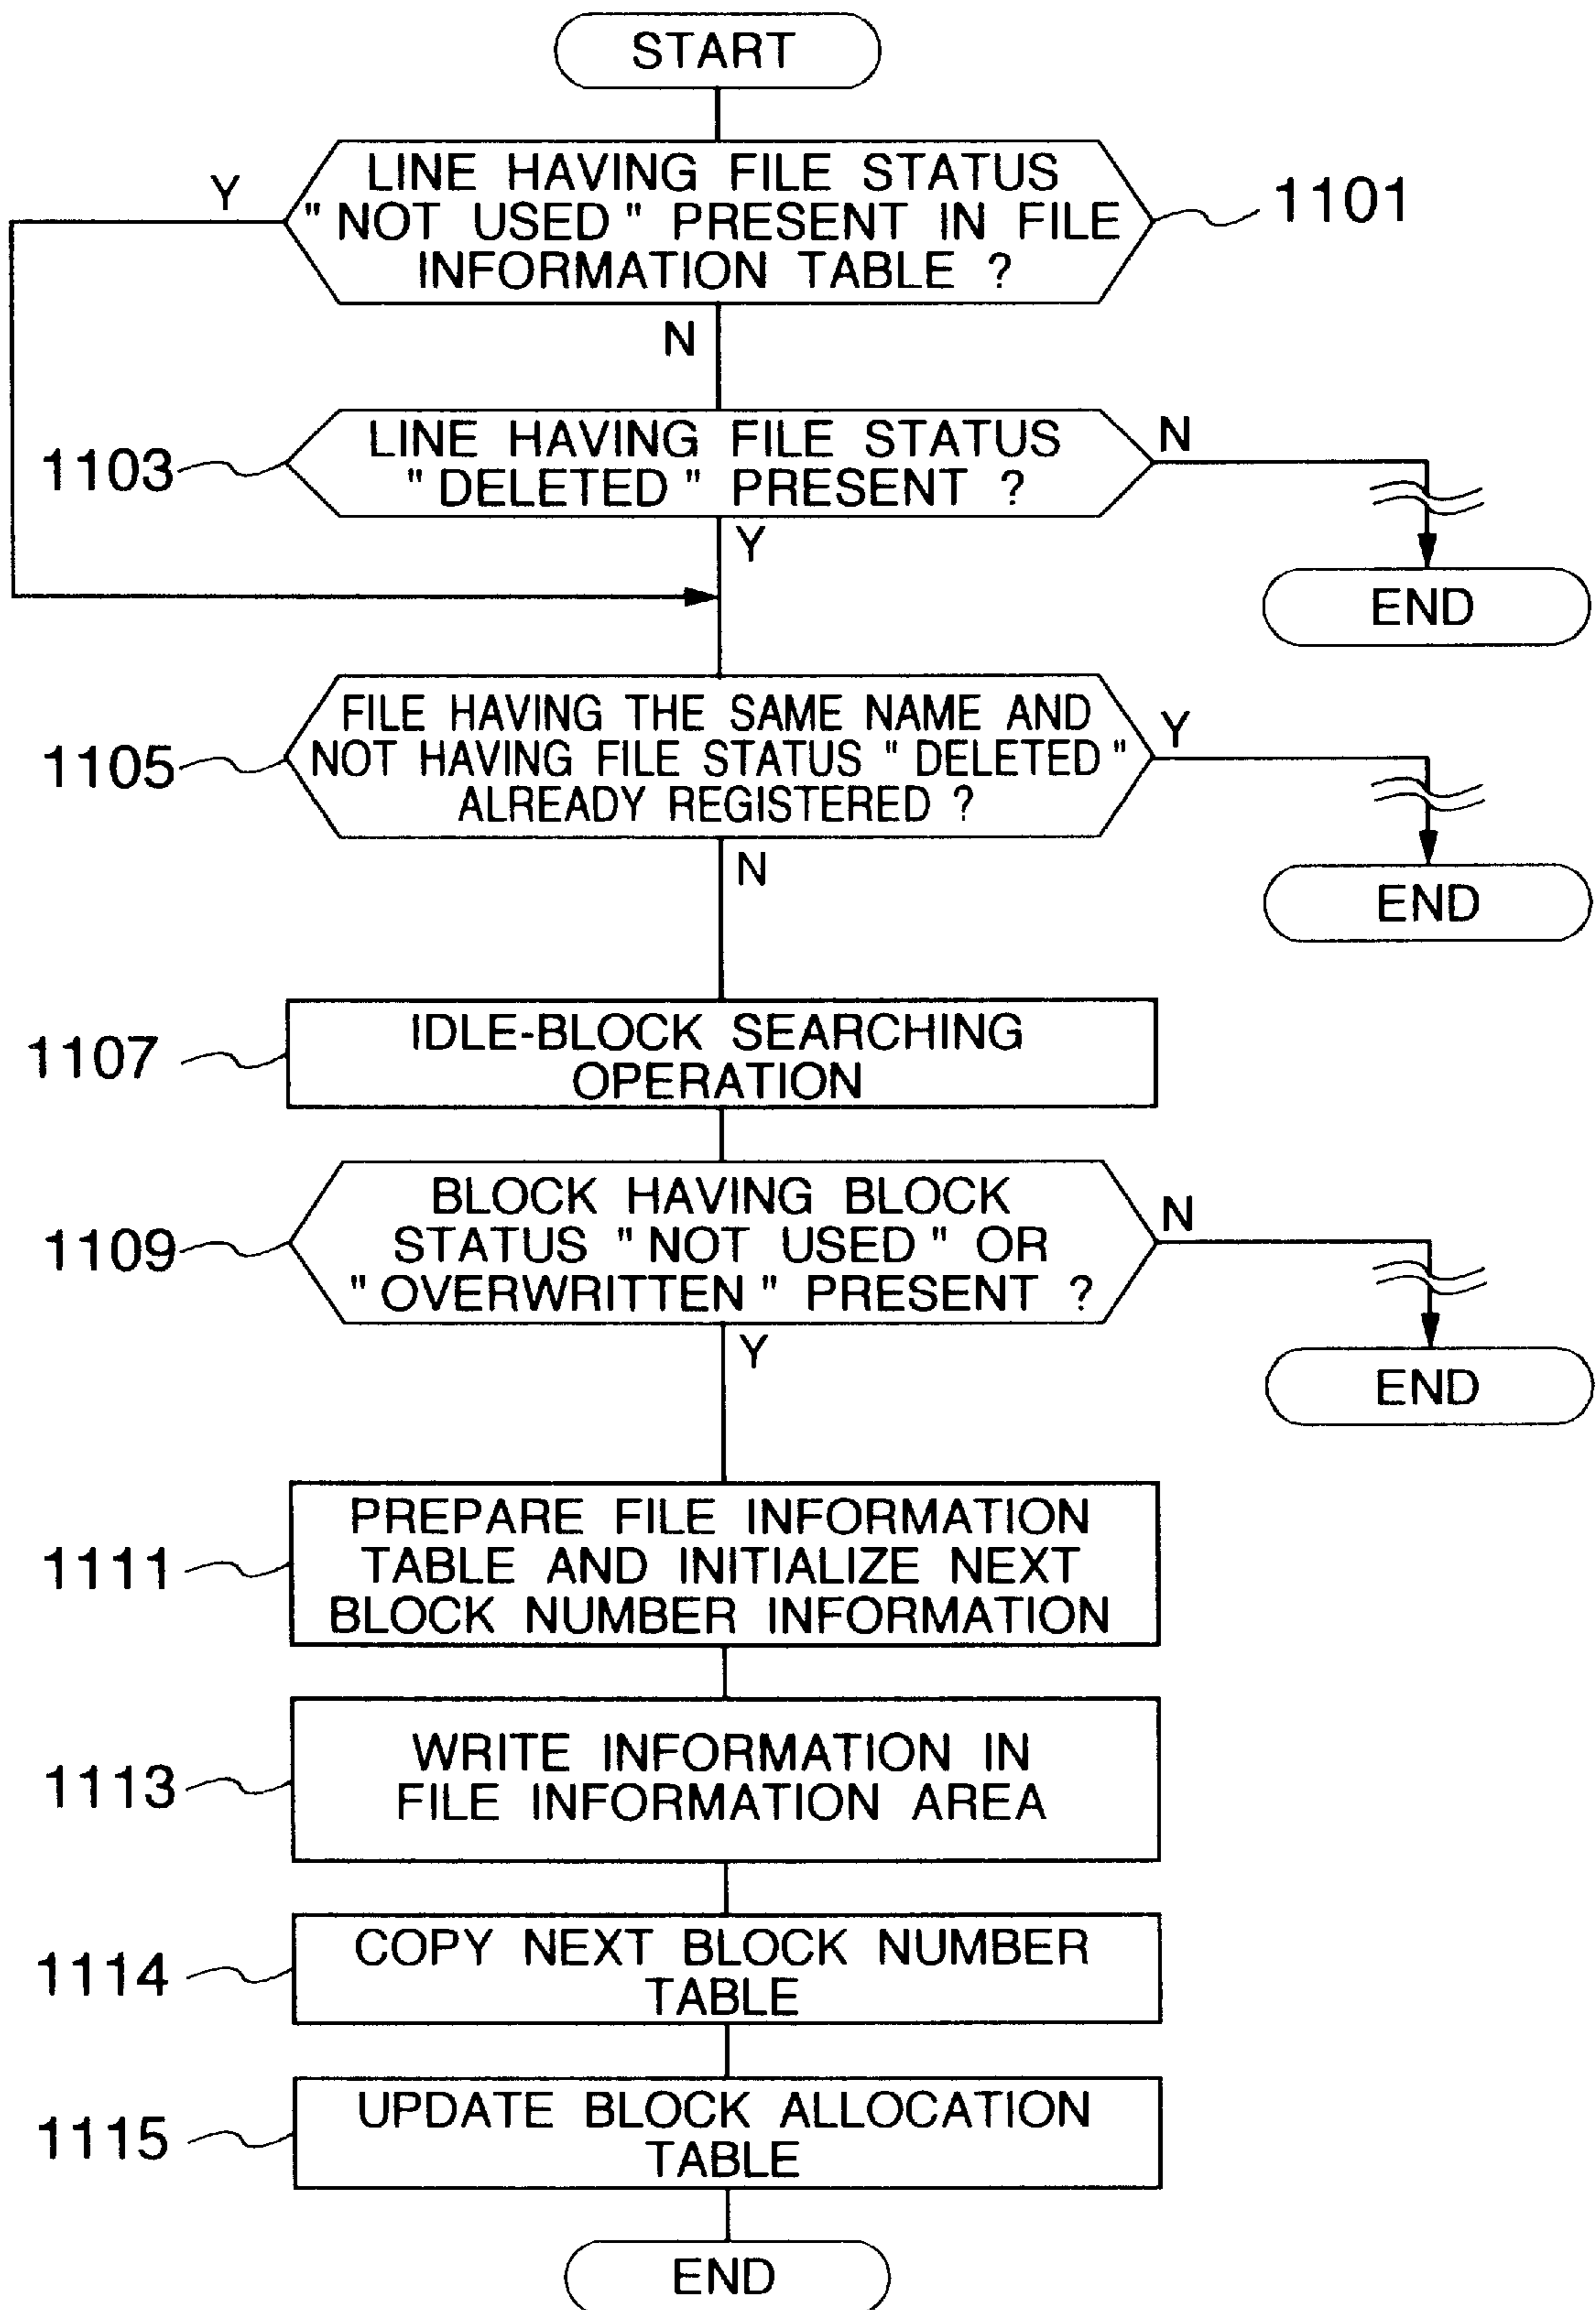 START
LINE HAVING FILE STATUS
"NOT USED" PRESENT IN FILE
INFORMATION TABLE ?
Y
1101
N
LINE HAVING FILE STATUS
"DELETED" PRESENT ?
1103
N
Y
END
FILE HAVING THE SAME NAME AND
NOT HAVING FILE STATUS "DELETED"
ALREADY REGISTERED ?
1105
Y
N
END
IDLE-BLOCK SEARCHING
OPERATION
1107
BLOCK HAVING BLOCK
STATUS "NOT USED" OR
"OVERWRITTEN" PRESENT ?
1109
N
Y
END
PREPARE FILE INFORMATION
TABLE AND INITIALIZE NEXT
BLOCK NUMBER INFORMATION
1111
WRITE INFORMATION IN
FILE INFORMATION AREA
1113
COPY NEXT BLOCK NUMBER
TABLE
1114
UPDATE BLOCK ALLOCATION
TABLE
1115
END